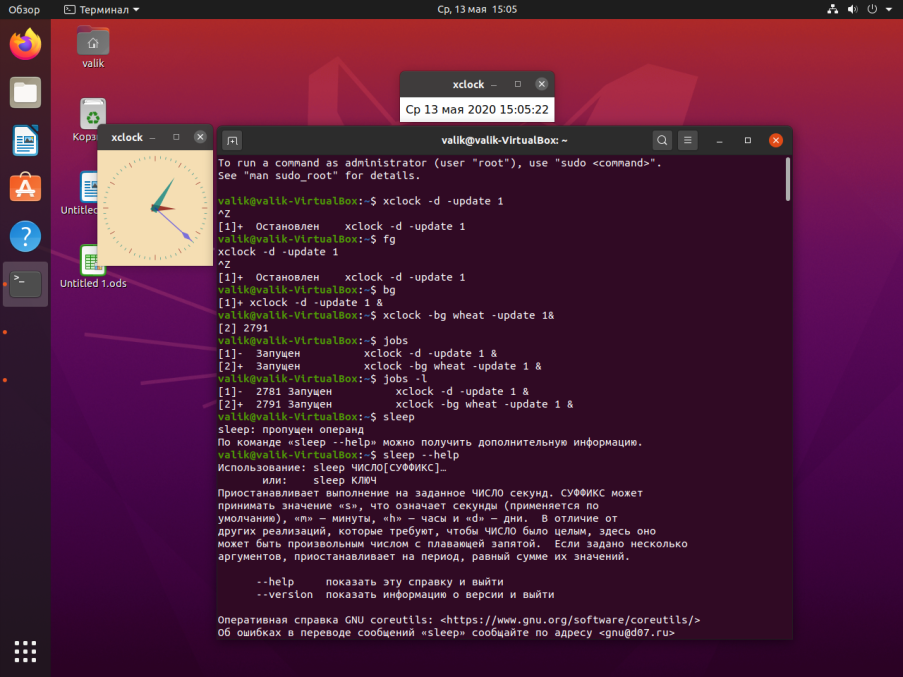 Обзор
Терминал
Ср, 13 мая 15:05
valik
xclock
Ср 13 мая 2020 15:05:22
xclock
valik@valik-VirtualBox: ~
To run a command as administrator (user "root"), use "sudo <command>".
See "man sudo_root" for details.
valik@valik-VirtualBox:~$ xclock -d -update 1
^Z
[1]+  Остановлен    xclock -d -update 1
valik@valik-VirtualBox:~$ fg
xclock -d -update 1
^Z
[1]+  Остановлен    xclock -d -update 1
valik@valik-VirtualBox:~$ bg
[1]+ xclock -d -update 1 &
valik@valik-VirtualBox:~$ xclock -bg wheat -update 1&
[2] 2791
valik@valik-VirtualBox:~$ jobs
[1]-  Запущен          xclock -d -update 1 &
[2]+  Запущен          xclock -bg wheat -update 1 &
valik@valik-VirtualBox:~$ jobs -l
[1]-  2781 Запущен          xclock -d -update 1 &
[2]+  2791 Запущен          xclock -bg wheat -update 1 &
valik@valik-VirtualBox:~$ sleep
sleep: пропущен операнд
По команде «sleep --help» можно получить дополнительную информацию.
valik@valik-VirtualBox:~$ sleep --help
Использование: sleep ЧИСЛО[СУФФИКС]…
или:    sleep КЛЮЧ
Приостанавливает выполнение на заданное ЧИСЛО секунд. СУФФИКС может
принимать значение «s», что означает секунды (применяется по
умолчанию), «m» — минуты, «h» — часы и «d» — дни.  В отличие от
других реализаций, которые требуют, чтобы ЧИСЛО было целым, здесь оно
может быть произвольным числом с плавающей запятой.  Если задано несколько
аргументов, приостанавливает на период, равный сумме их значений.
--help     показать эту справку и выйти
--version  показать информацию о версии и выйти
Оперативная справка GNU coreutils: <https://www.gnu.org/software/coreutils/>
Об ошибках в переводе сообщений «sleep» сообщайте по адресу <gnu@d07.ru>
Untitled
Untitled 1.ods